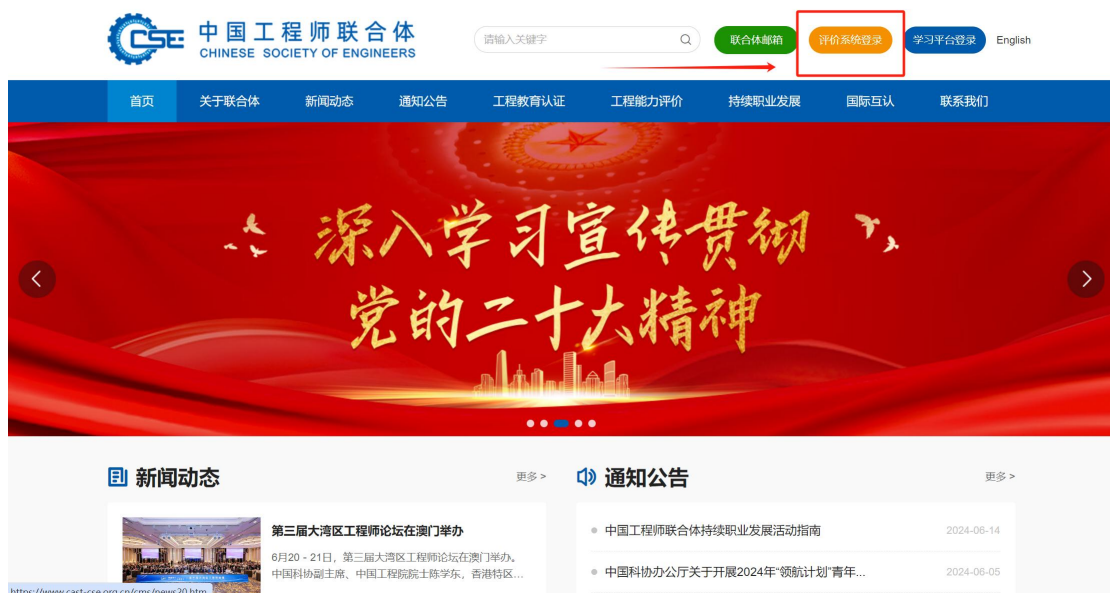 CSE 中国工程师联合体
CHINESE SOCIETY OF ENGINEERS
请输入关键字
联合体邮箱
评价系统登录
学习平台登录
English
首页 关于联合体 新闻动态 通知公告 工程教育认证 工程能力评价 持续职业发展 国际互认 联系我们
深入学习宣传贯彻
党的二十大精神
新闻动态
更多 >
第三届大湾区工程师论坛在澳门举办
6月20 - 21日，第三届大湾区工程师论坛在澳门举办。
中国科协副主席、中国工程院院士陈学东，香港特区...
通知公告
更多 >
中国工程师联合体持续职业发展活动指南 2024-06-14
中国科协办公厅关于开展2024年“领航计划”青年... 2024-06-05
https://www.cast-cse.org.cn/cms/news20.htm